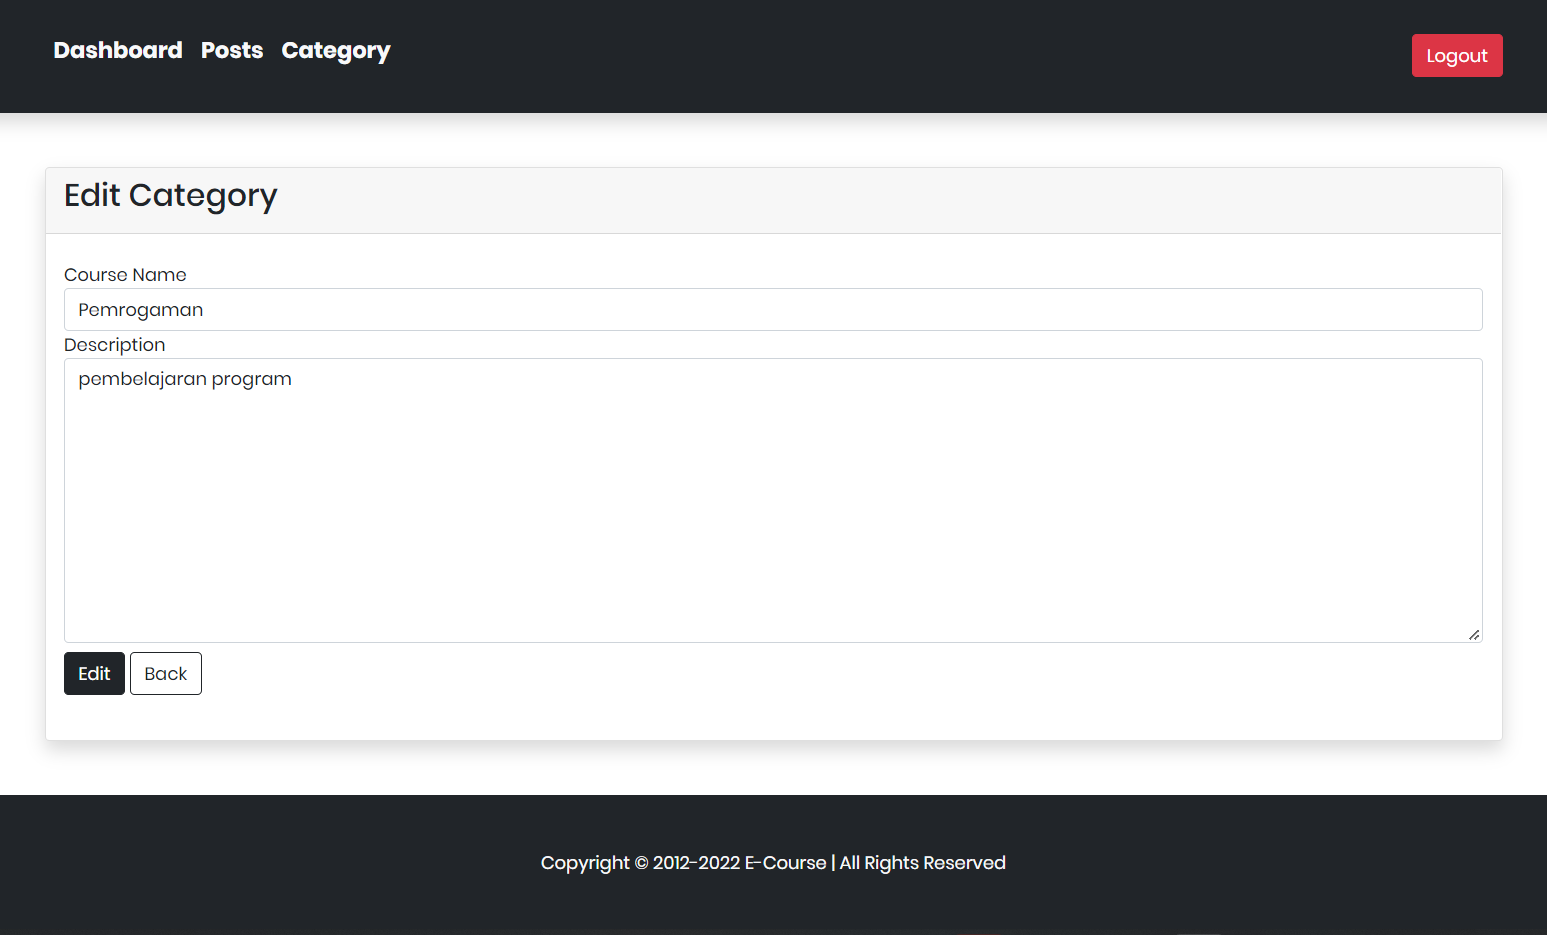 Dashboard Posts Category
Logout
Edit Category
Course Name
Pemrogaman
Description
pembelajaran program
Edit Back
Copyright © 2012-2022 E-Course | All Rights Reserved